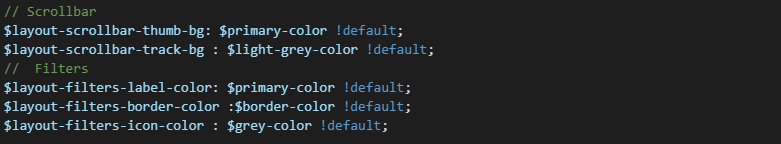 // Scrollbar
$layout-scrollbar-thumb-bg: $primary-color !default;
$layout-scrollbar-track-bg : $light-grey-color !default;
//  Filters
$layout-filters-label-color: $primary-color !default;
$layout-filters-border-color :$border-color !default;
$layout-filters-icon-color : $grey-color !default;